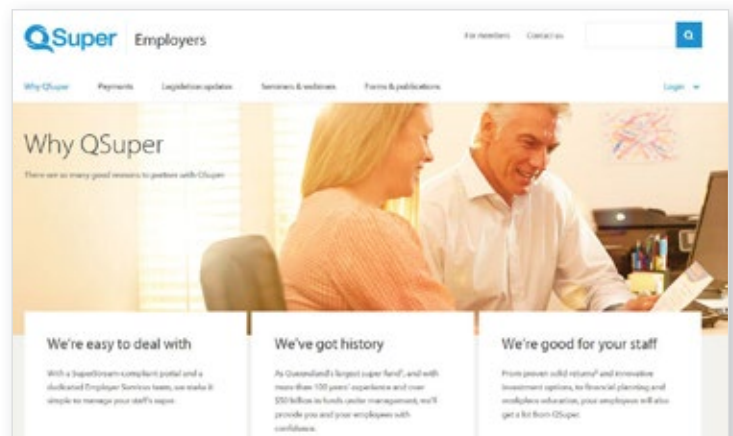 QSuper Employers
For members Contact us
Why QSuper Payments Legislation updates Seminars & webinars Forms & publications Login
Why QSuper
There are so many good reasons to partner with QSuper
We're easy to deal with
With a SuperStream-compliant portal and a
dedicated Employer Services team, we make it
simple to manage your staff's super.
We've got history
As Queensland's largest super fund¹, and with
more than 100 years' experience and over
$50 billion in funds under management, we'll
provide you and your employees with
confidence.
We're good for your staff
From proven solid returns² and innovative
investment options, to financial planning and
workplace education, your employees will also
get a lot from QSuper.